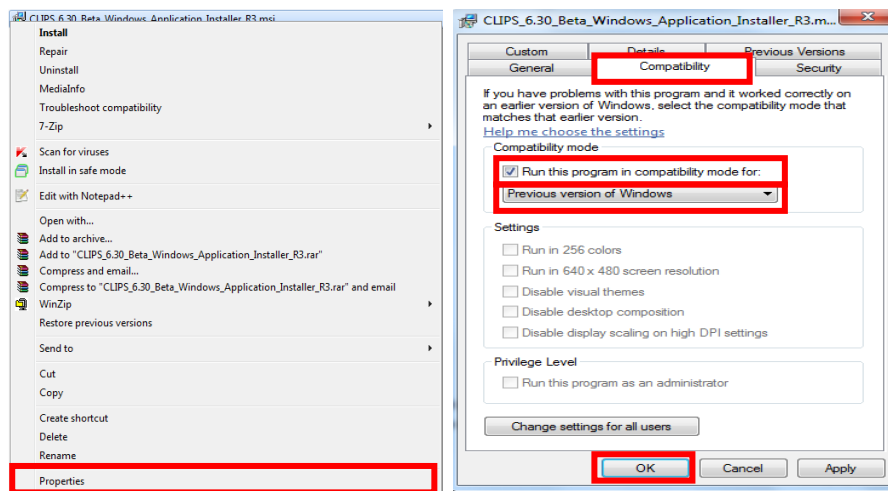 CLIPS_6.30_Beta_Windows_Application_Installer_R3.msi
Install
Repair
Uninstall
MediaInfo
Troubleshoot compatibility
7-Zip
Scan for viruses
Install in safe mode
Edit with Notepad++
Open with...
Add to archive...
Add to "CLIPS_6.30_Beta_Windows_Application_Installer_R3.rar"
Compress and email...
Compress to "CLIPS_6.30_Beta_Windows_Application_Installer_R3.rar" and email
WinZip
Restore previous versions
Send to
Cut
Copy
Create shortcut
Delete
Rename
Properties
CLIPS_6.30_Beta_Windows_Application_Installer_R3.m...
Custom Details Previous Versions
General Compatibility Security
If you have problems with this program and it worked correctly on
an earlier version of Windows, select the compatibility mode that
matches that earlier version.
Help me choose the settings
Compatibility mode
Run this program in compatibility mode for:
Previous version of Windows
Settings
Run in 256 colors
Run in 640 x 480 screen resolution
Disable visual themes
Disable desktop composition
Disable display scaling on high DPI settings
Privilege Level
Run this program as an administrator
Change settings for all users
OK Cancel Apply